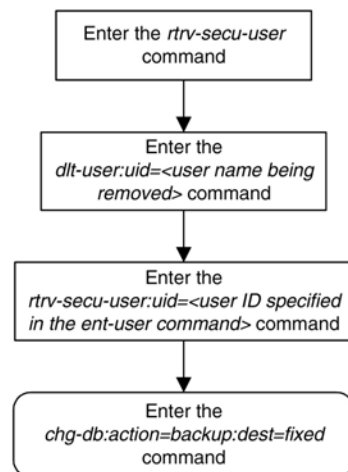 Enter the rtrv-secu-user
command
Enter the
dlt-user:uid=<user name being
removed> command
Enter the
rtrv-secu-user:uid=<user ID specified
in the ent-user command> command
Enter the
chg-db:action=backup:dest=fixed
command